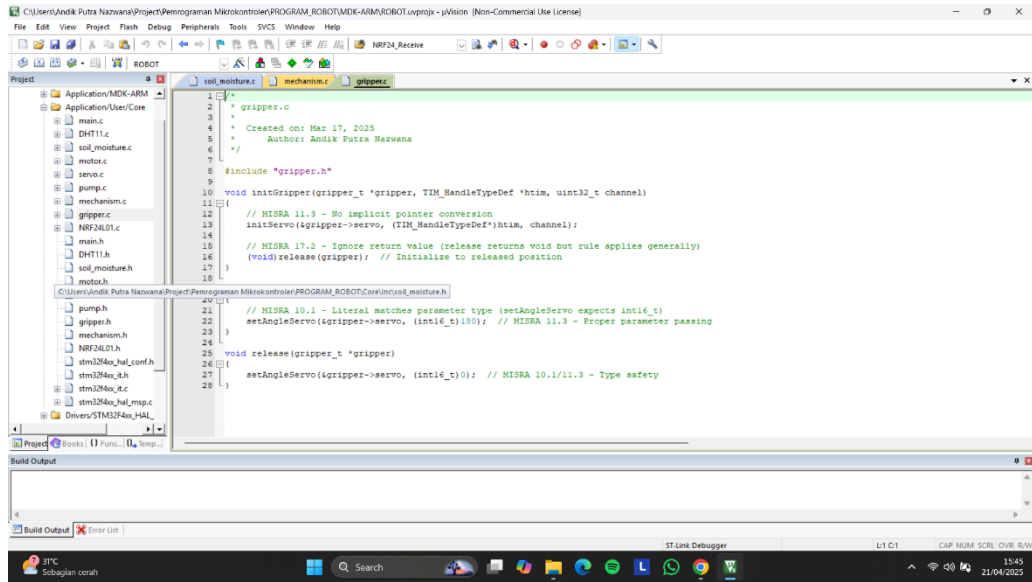 C:\Users\Andik Putra Nazwana\Project\Pemrograman Mikrokontroler\PROGRAM_ROBOT\MDK-ARM\ROBOT.uvprojx - µVision [Non-Commercial Use License]
File Edit View Project Flash Debug Peripherals Tools SVCS Window Help
NRF24_Receive
ROBOT
Project
Application/MDK-ARM
Application/User/Core
main.c
DHT11.c
soil_moisture.c
motor.c
servo.c
pump.c
mechanism.c
gripper.c
NRF24L01.c
main.h
DHT11.h
soil_moisture.h
motor.h
C:\Users\Andik Putra Nazwana\Project\Pemrograman Mikrokontroler\PROGRAM_ROBOT\Core\Inc\soil_moisture.h
pump.h
gripper.h
mechanism.h
NRF24L01.h
stm32f4xx_hal_conf.h
stm32f4xx_it.h
stm32f4xx_it.c
stm32f4xx_hal_msp.c
Drivers/STM32F4xx_HAL_
Project Books {} Func... Temp...
soil_moisture.c mechanism.c gripper.c
1 /*
2 * gripper.c
3 *
4 * Created on: Mar 17, 2025
5 * Author: Andik Putra Nazwana
6 */
7
8 #include "gripper.h"
9
10 void initGripper(gripper_t *gripper, TIM_HandleTypeDef *htim, uint32_t channel)
11 {
12 // MISRA 11.3 - No implicit pointer conversion
13 initServo(&gripper->servo, (TIM_HandleTypeDef*)htim, channel);
14
15 // MISRA 17.2 - Ignore return value (release returns void but rule applies generally)
16 (void)release(gripper); // Initialize to released position
17 }
18
20 {
21 // MISRA 10.1 - Literal matches parameter type (setAngleServo expects int16_t)
22 setAngleServo(&gripper->servo, (int16_t)180); // MISRA 11.3 - Proper parameter passing
23 }
24
25 void release(gripper_t *gripper)
26 {
27 setAngleServo(&gripper->servo, (int16_t)0); // MISRA 10.1/11.3 - Type safety
28 }
Build Output
Build Output Error List
ST-Link Debugger L:1 C:1 CAP NUM SCRL OVR R/W
31°C
Sebagian cerah
Search
15:45
21/04/2025